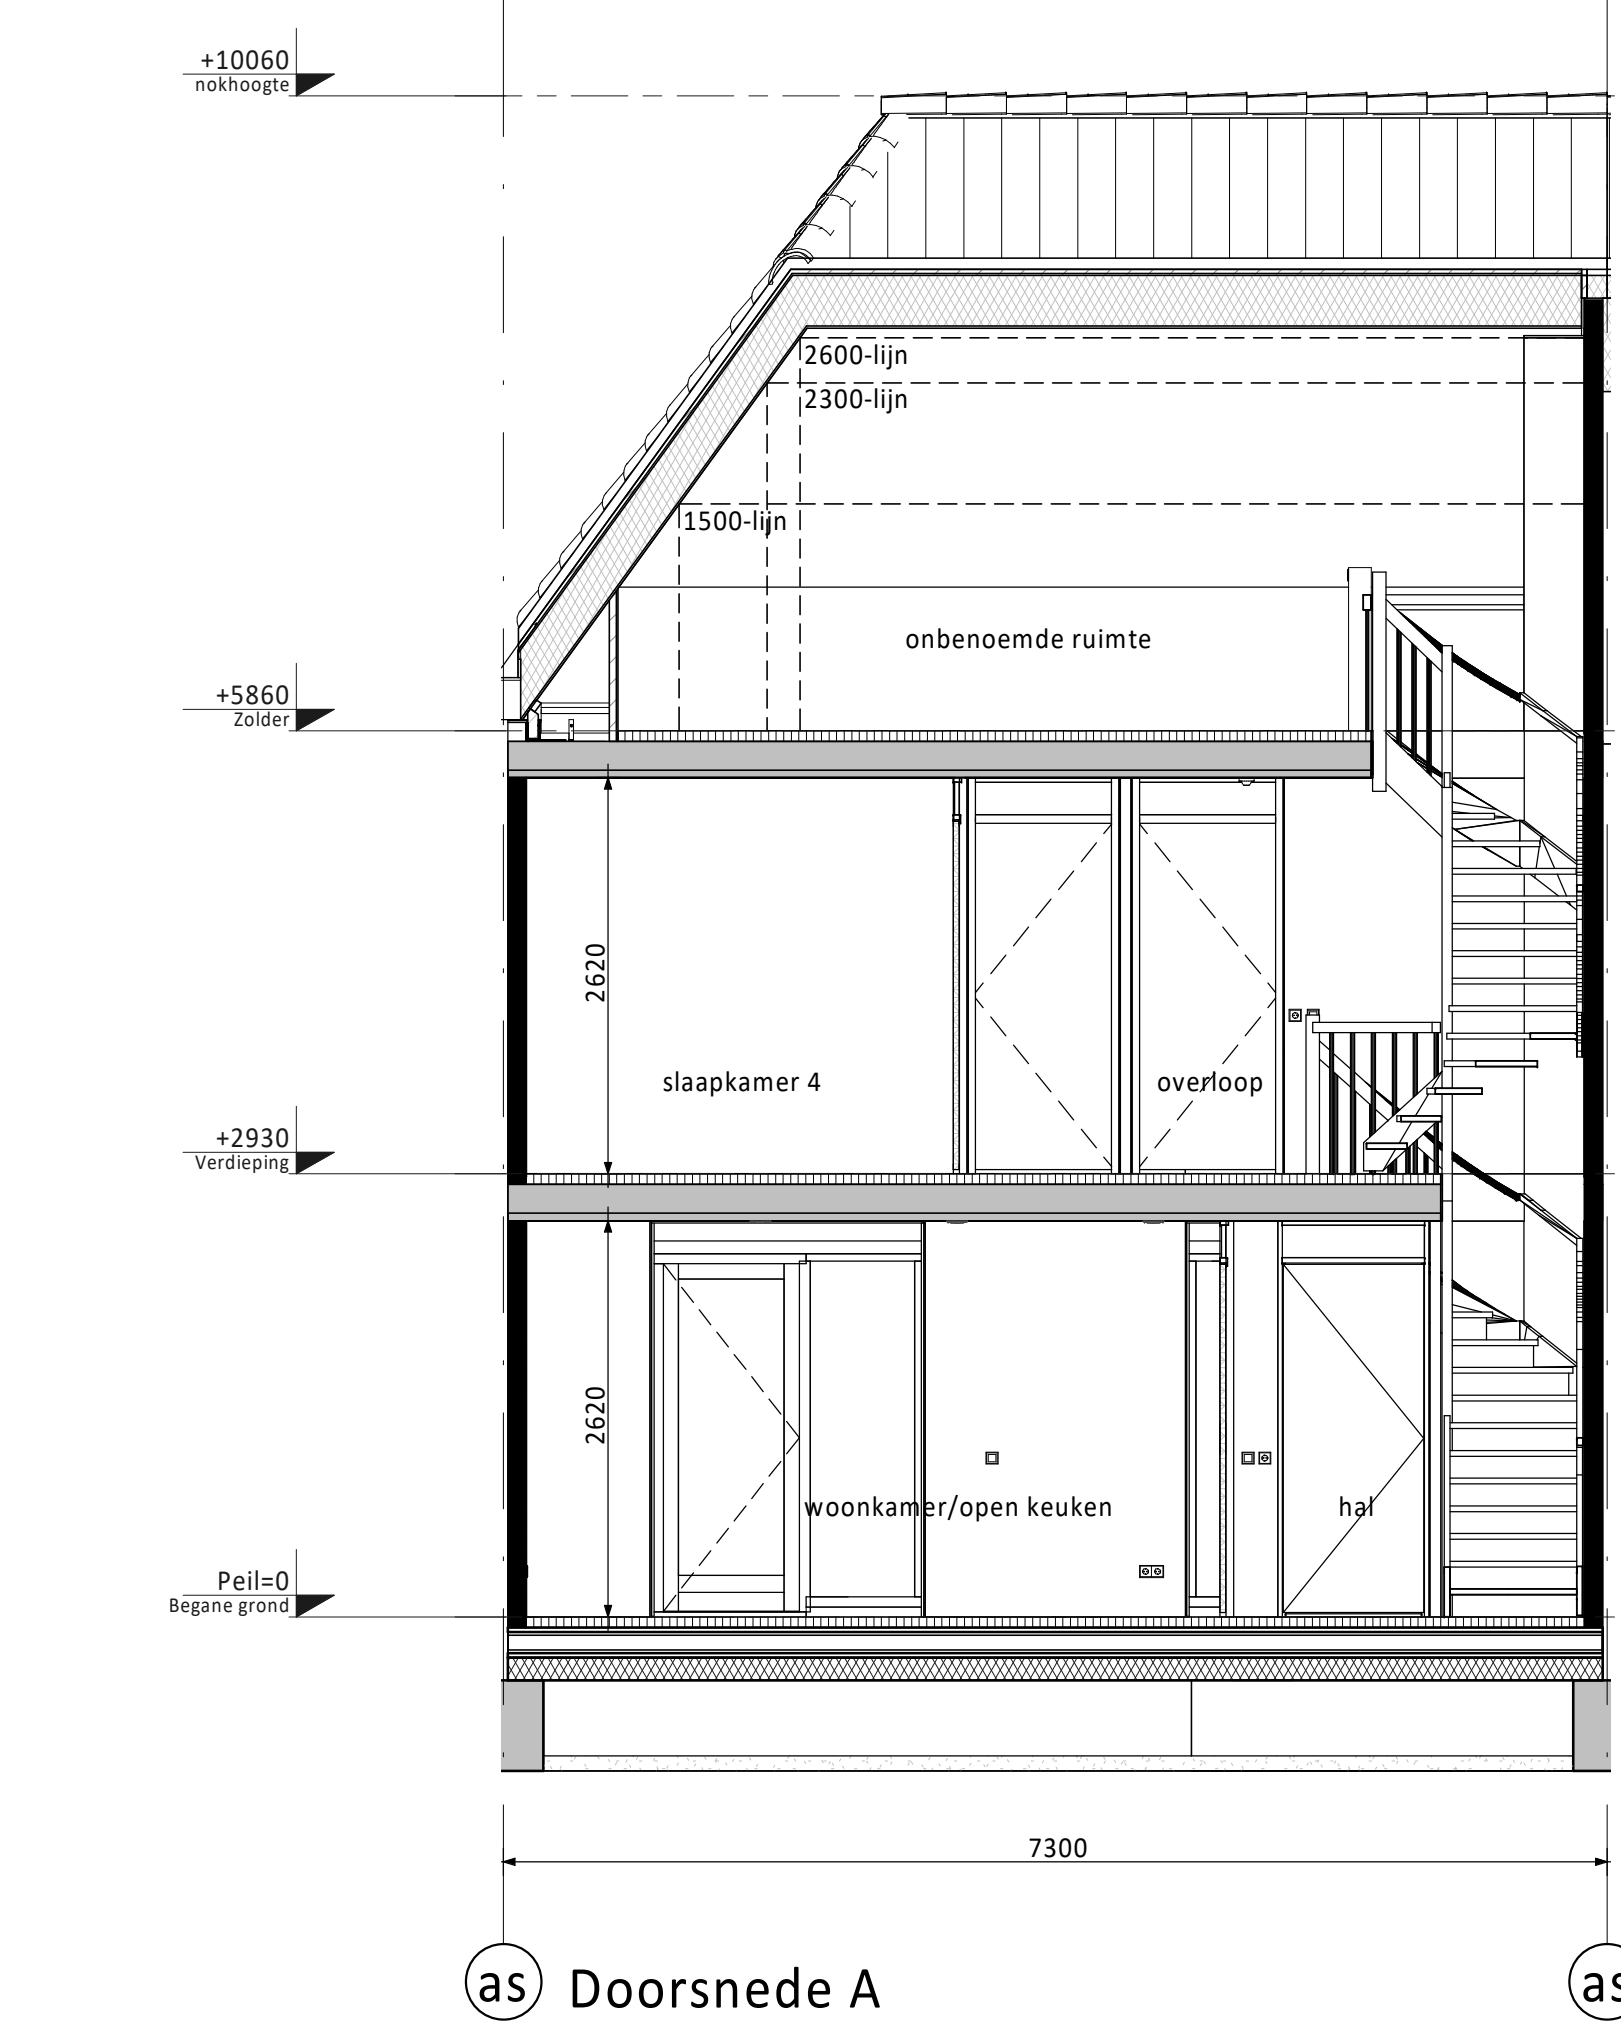 +10060
nokhoogte
2600-lijn
2300-lijn
1500-lijn
onbenoemde ruimte
+5860
Zolder
2620
slaapkamer 4
overloop
+2930
Verdieping
2620
woonkamer/open keuken
hal
Peil=0
Begane grond
7300
as
Doorsnede A
as